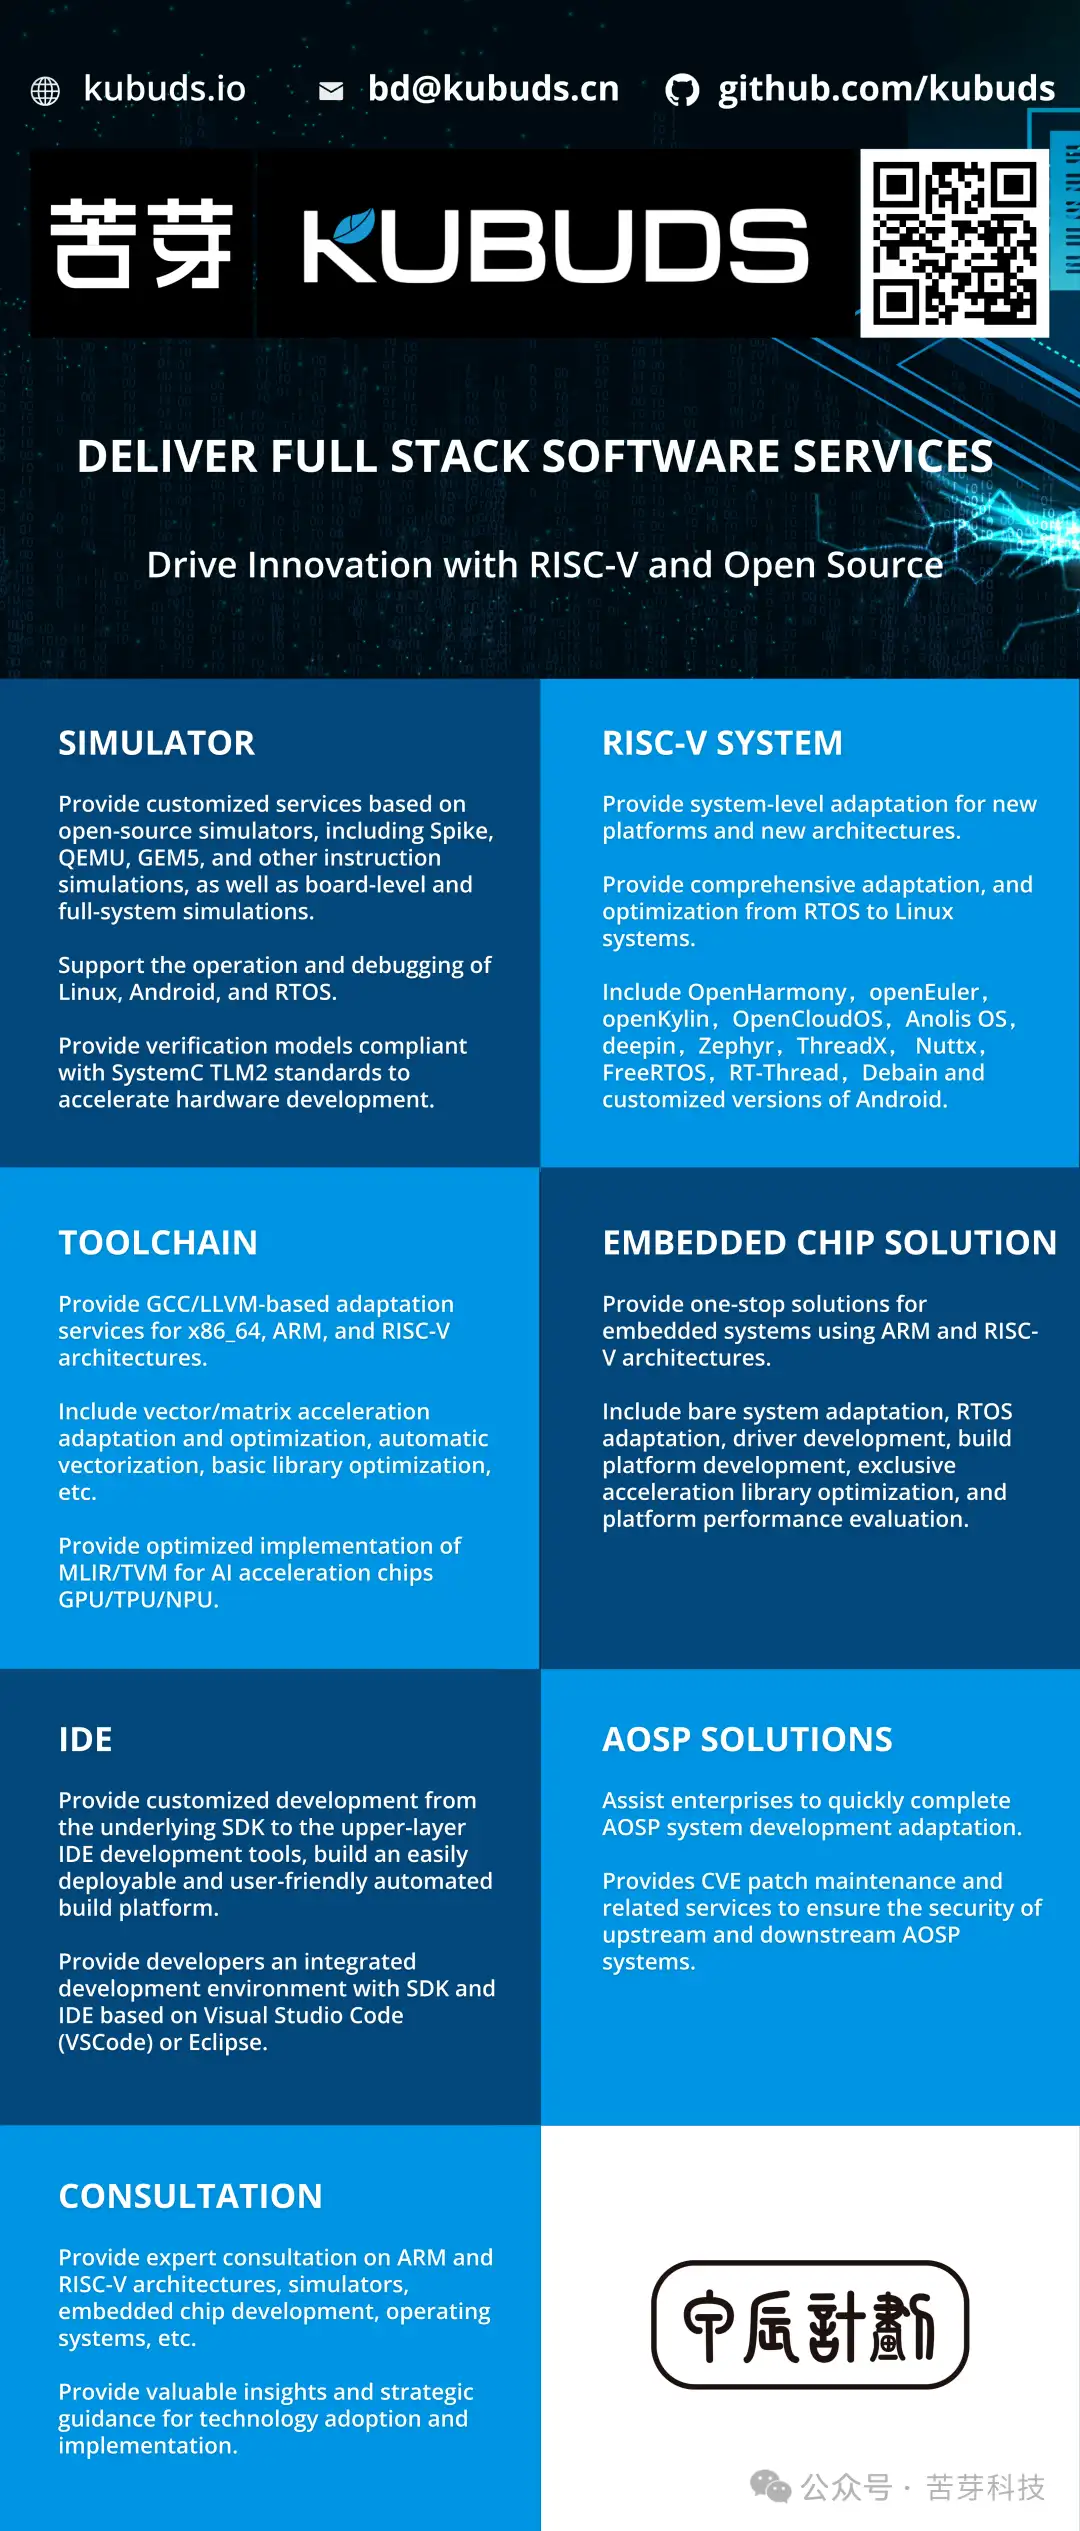 kubuds.io
bd@kubuds.cn
github.com/kubuds
苦芽
KUBUDS
DELIVER FULL STACK SOFTWARE SERVICES
Drive Innovation with RISC-V and Open Source
SIMULATOR
Provide customized services based on
open-source simulators, including Spike,
QEMU, GEM5, and other instruction
simulations, as well as board-level and
full-system simulations.
Support the operation and debugging of
Linux, Android, and RTOS.
Provide verification models compliant
with SystemC TLM2 standards to
accelerate hardware development.
RISC-V SYSTEM
Provide system-level adaptation for new
platforms and new architectures.
Provide comprehensive adaptation, and
optimization from RTOS to Linux
systems.
Include OpenHarmony，openEuler，
openKylin，OpenCloudOS，Anolis OS，
deepin，Zephyr，ThreadX， Nuttx，
FreeRTOS，RT-Thread，Debain and
customized versions of Android.
TOOLCHAIN
Provide GCC/LLVM-based adaptation
services for x86_64, ARM, and RISC-V
architectures.
Include vector/matrix acceleration
adaptation and optimization, automatic
vectorization, basic library optimization,
etc.
Provide optimized implementation of
MLIR/TVM for AI acceleration chips
GPU/TPU/NPU.
EMBEDDED CHIP SOLUTION
Provide one-stop solutions for
embedded systems using ARM and RISC-
V architectures.
Include bare system adaptation, RTOS
adaptation, driver development, build
platform development, exclusive
acceleration library optimization, and
platform performance evaluation.
IDE
Provide customized development from
the underlying SDK to the upper-layer
IDE development tools, build an easily
deployable and user-friendly automated
build platform.
Provide developers an integrated
development environment with SDK and
IDE based on Visual Studio Code
(VSCode) or Eclipse.
AOSP SOLUTIONS
Assist enterprises to quickly complete
AOSP system development adaptation.
Provides CVE patch maintenance and
related services to ensure the security of
upstream and downstream AOSP
systems.
CONSULTATION
Provide expert consultation on ARM and
RISC-V architectures, simulators,
embedded chip development, operating
systems, etc.
Provide valuable insights and strategic
guidance for technology adoption and
implementation.
甲辰計劃
公众号 · 苦芽科技